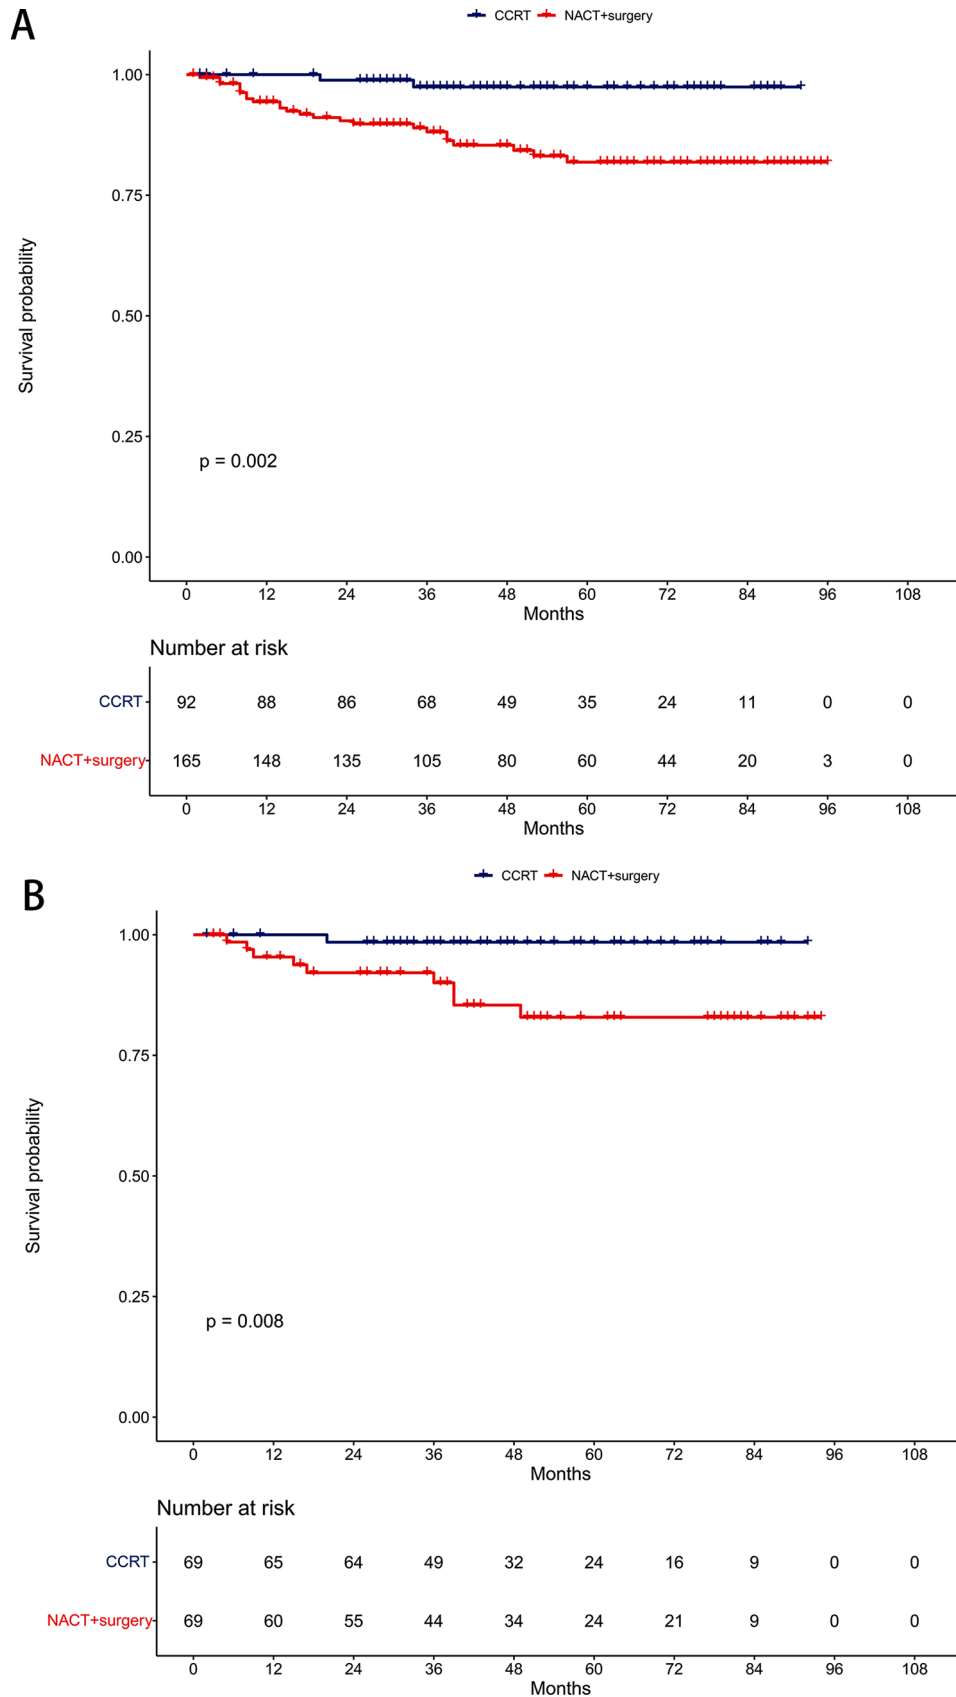 A
CCRT NACT+surgery
1.00
0.75
0.50
0.25
0.00
Survival probability
p = 0.002
0 12 24 36 48 60 72 84 96 108
Months
Number at risk
CCRT 92 88 86 68 49 35 24 11 0 0
NACT+surgery 165 148 135 105 80 60 44 20 3 0
0 12 24 36 48 60 72 84 96 108
Months
B
CCRT NACT+surgery
1.00
0.75
0.50
0.25
0.00
Survival probability
p = 0.008
0 12 24 36 48 60 72 84 96 108
Months
Number at risk
CCRT 69 65 64 49 32 24 16 9 0 0
NACT+surgery 69 60 55 44 34 24 21 9 0 0
0 12 24 36 48 60 72 84 96 108
Months